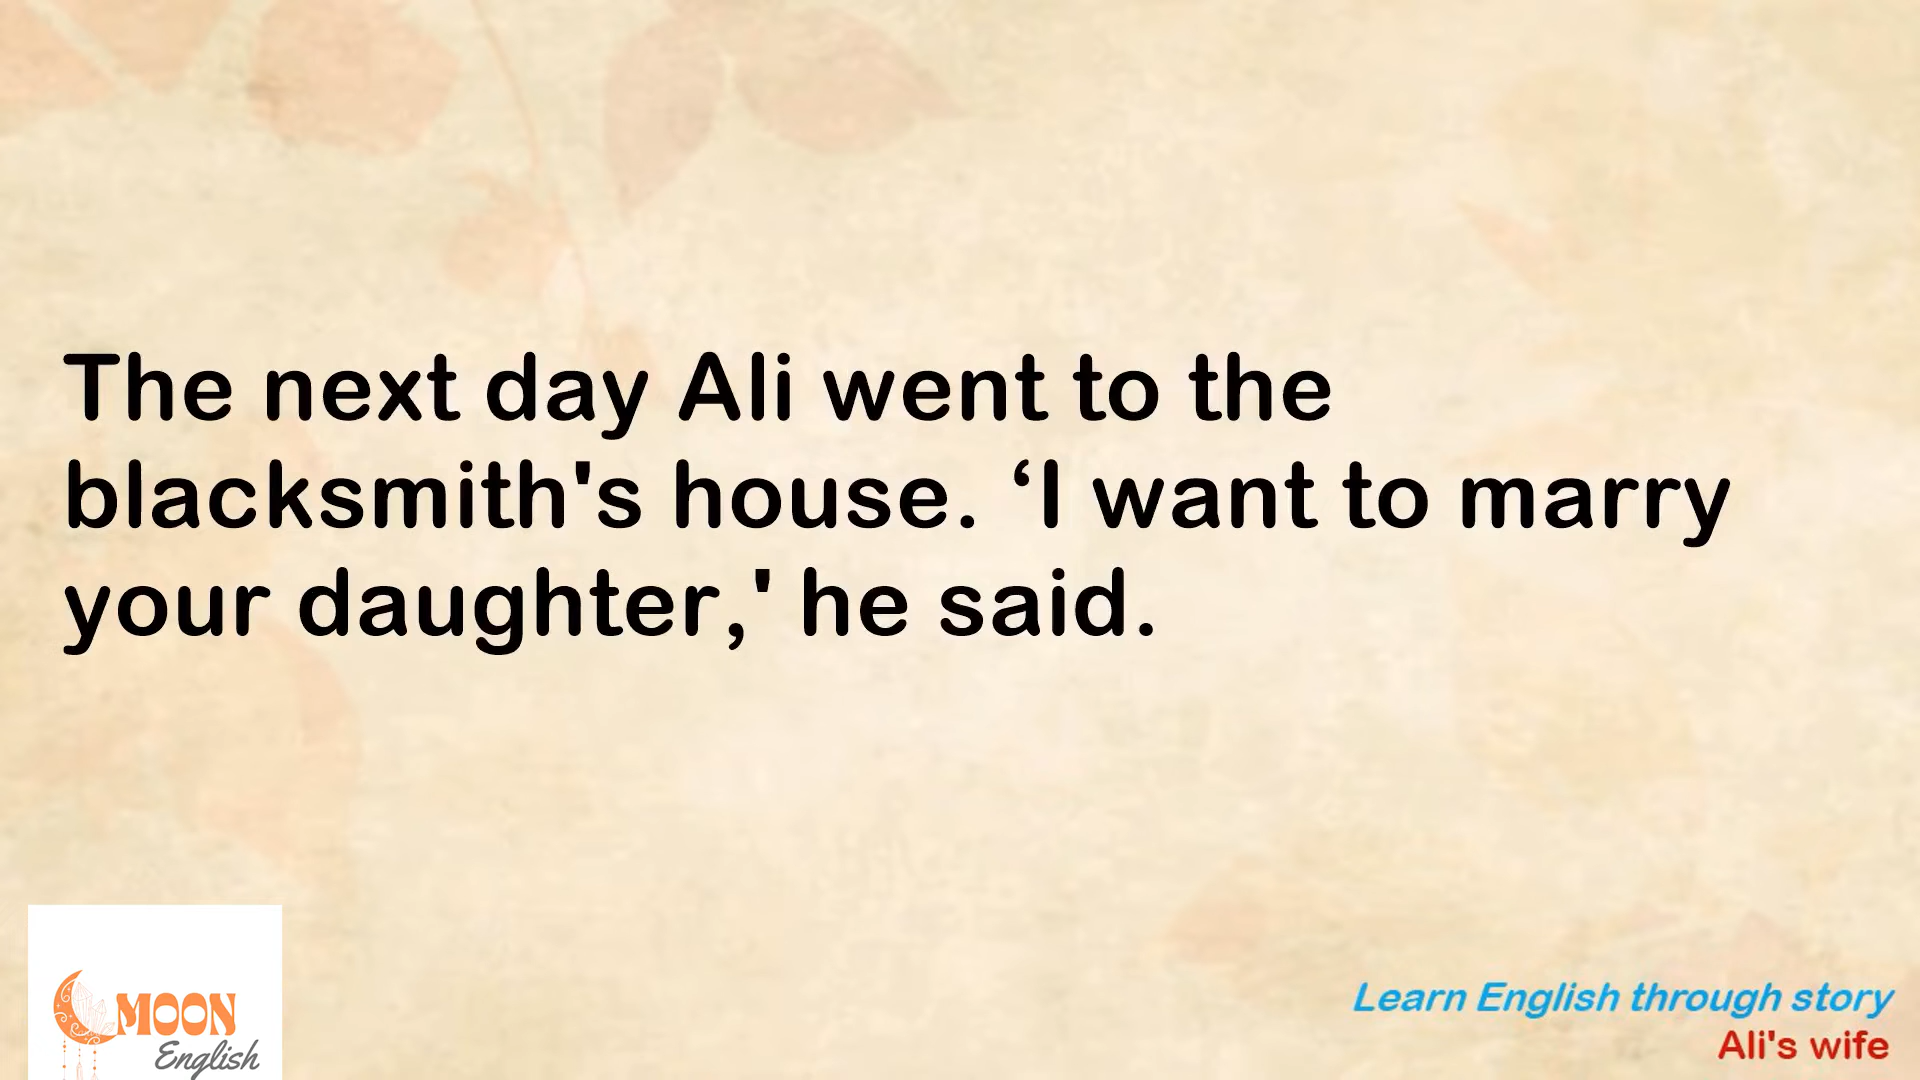 The next day Ali went to the
blacksmith's house. ‘I want to marry
your daughter,' he said.
MOON
English
Learn English through story
Ali's wife